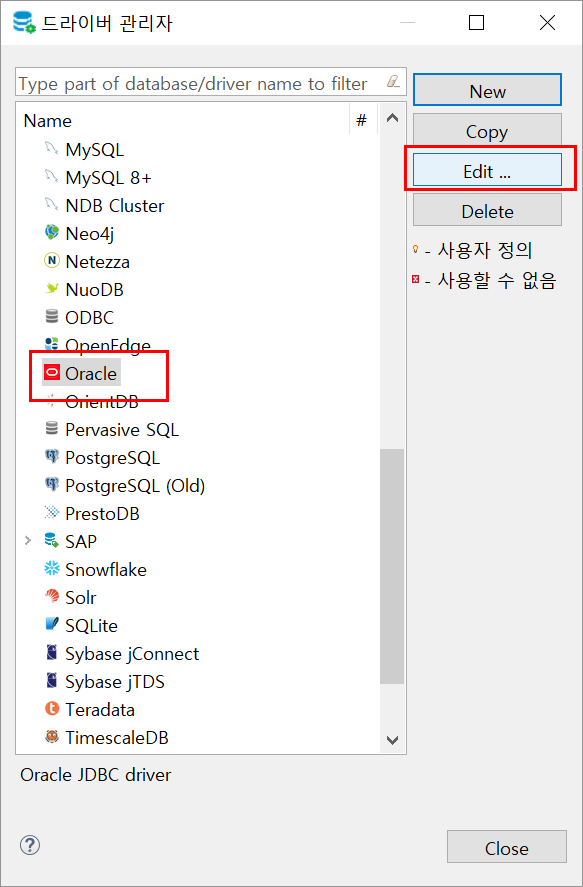 드라이버 관리자
Type part of database/driver name to filter
New
Name #
Copy
MySQL
MySQL 8+
Edit ...
NDB Cluster
Delete
Neo4j
- 사용자 정의
Netezza
- 사용할 수 없음
NuoDB
ODBC
OpenEdge
Oracle
OrientDB
Pervasive SQL
PostgreSQL
PostgreSQL (Old)
PrestoDB
SAP
Snowflake
Solr
SQLite
Sybase jConnect
Sybase jTDS
Teradata
TimescaleDB
Oracle JDBC driver
Close